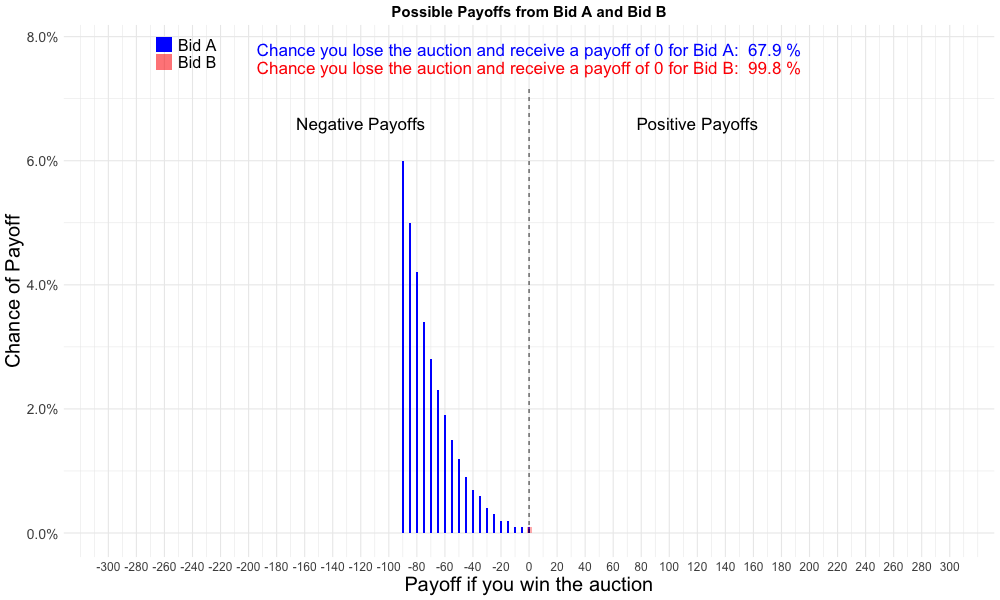 Possible Payoffs from Bid A and Bid B
8.0%
Bid A
Chance you lose the auction and receive a payoff of 0 for Bid A:  67.9 %
Bid B
Chance you lose the auction and receive a payoff of 0 for Bid B:  99.8 %
Negative Payoffs
Positive Payoffs
6.0%
4.0%
2.0%
0.0%
Chance of Payoff
-300 -280 -260 -240 -220 -200 -180 -160 -140 -120 -100 -80 -60 -40 -20 0 20 40 60 80 100 120 140 160 180 200 220 240 260 280 300
Payoff if you win the auction